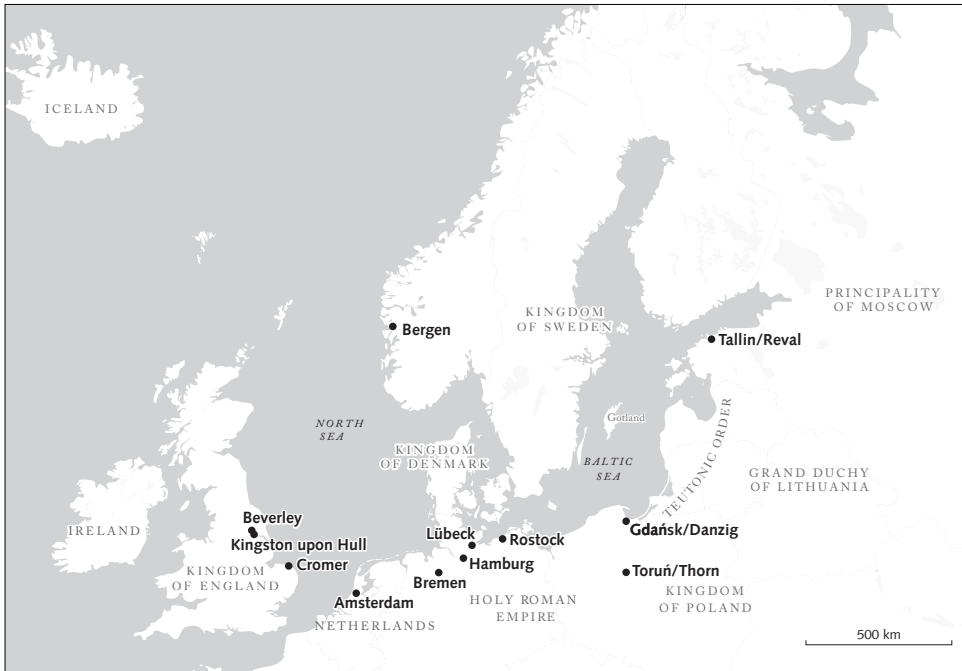 ICELAND
PRINCIPALITY
OF MOSCOW
KINGDOM
OF SWEDEN
Bergen
Tallin/Reval
Gotland
NORTH
SEA
KINGDOM
OF DENMARK
BALTIC
SEA
TEUTONIC ORDER
GRAND DUCHY
OF LITHUANIA
IRELAND
Beverley
Kingston upon Hull
Cromer
KINGDOM
OF ENGLAND
Lübeck
Rostock
Hamburg
Bremen
Gdańsk/Danzig
Toruń/Thorn
KINGDOM
OF POLAND
Amsterdam
NETHERLANDS
HOLY ROMAN
EMPIRE
500 km